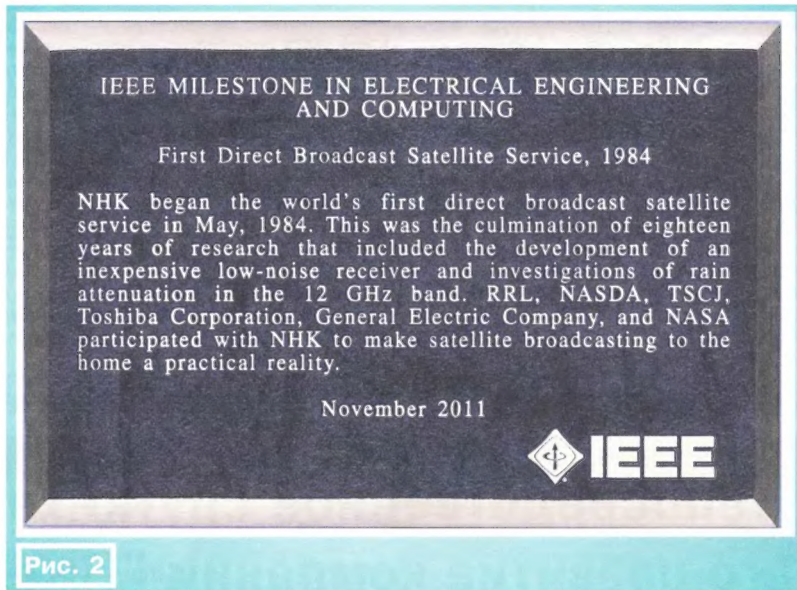 IEEE MILESTONE IN ELECTRICAL ENGINEERING
AND COMPUTING
First Direct Broadcast Satellite Service, 1984
NHK began the world's first direct broadcast satellite
service in May, 1984. This was the culmination of eighteen
years of research that included the development of an
inexpensive low-noise receiver and investigations of rain
attenuation in the 12 GHz band. RRL, NASDA, TSCJ,
Toshiba Corporation, General Electric Company, and NASA
participated with NHK to make satellite broadcasting to the
home a practical reality.
November 2011
IEEE
Рис. 2